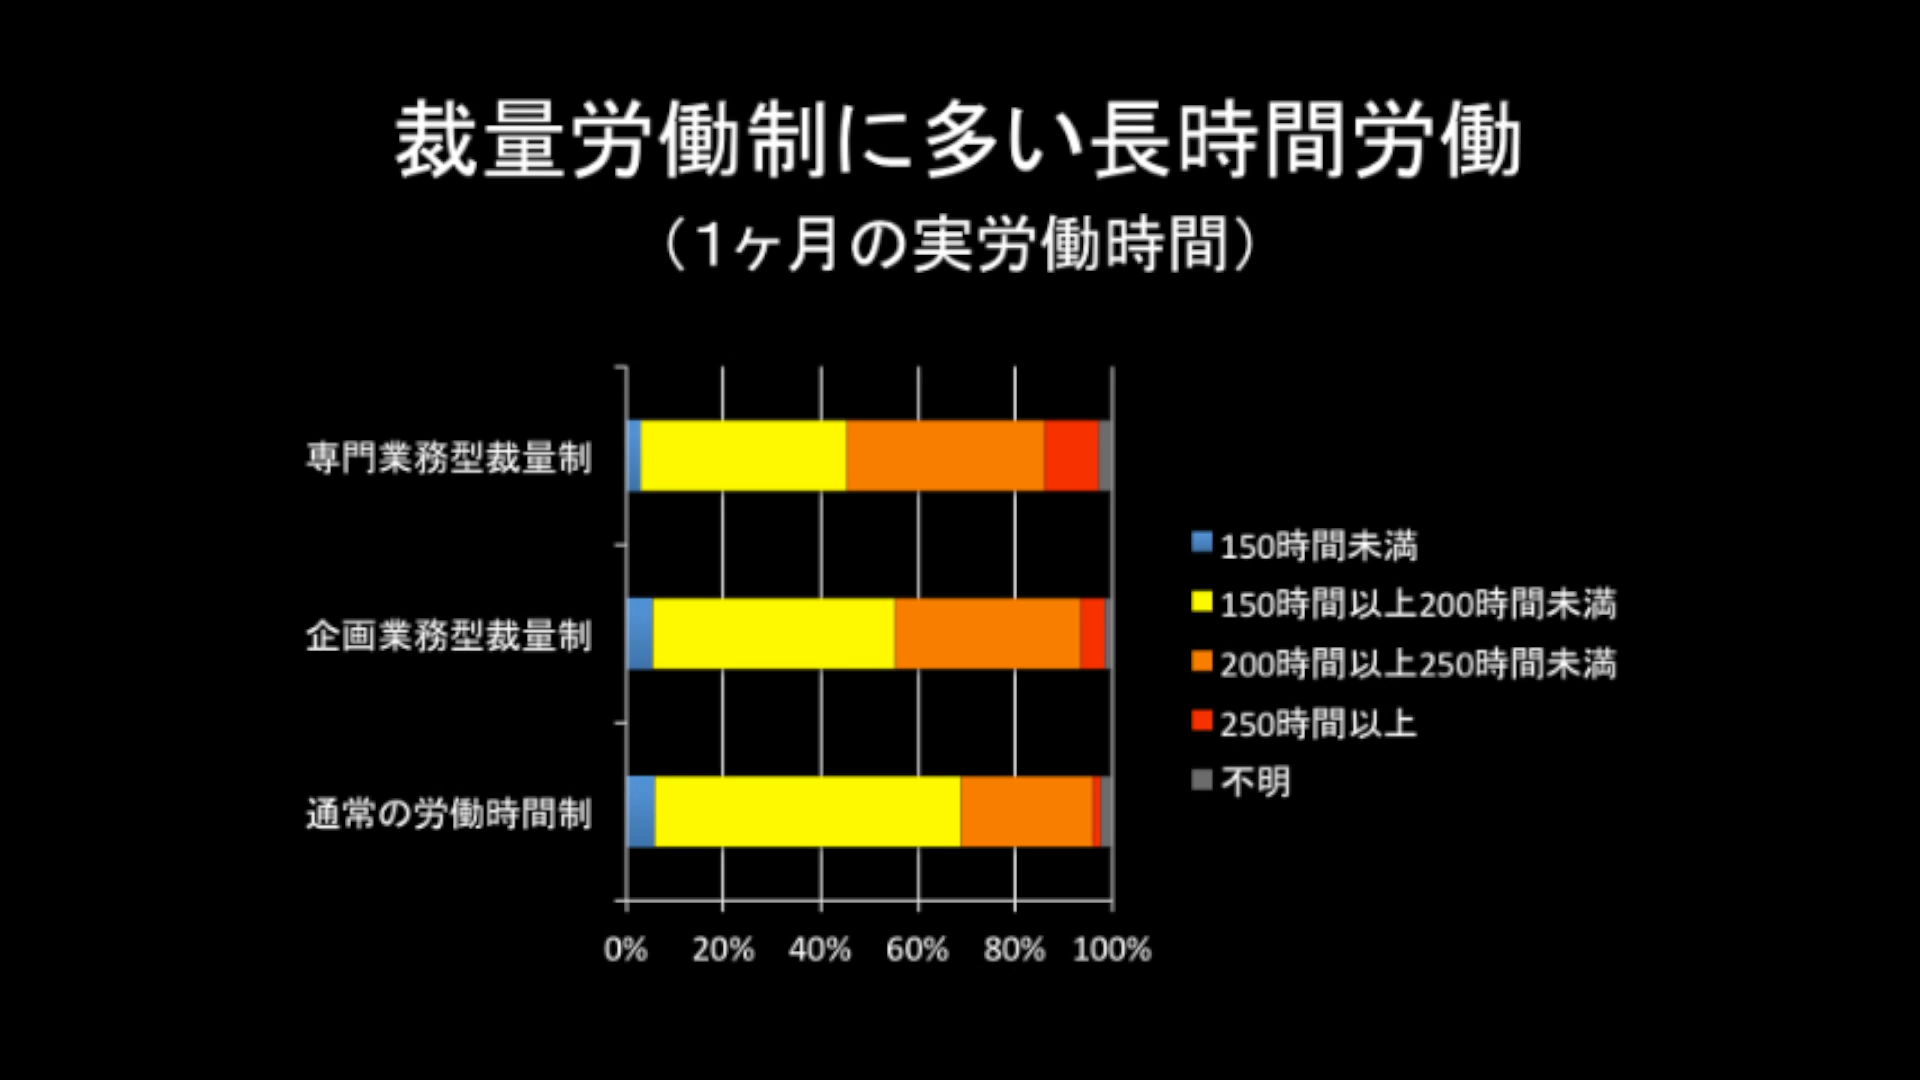 裁量労働制に多い長時間労働
（1ヶ月の実労働時間）
専門業務型裁量制
企画業務型裁量制
通常の労働時間制
0% 20% 40% 60% 80% 100%
150時間未満
150時間以上200時間未満
200時間以上250時間未満
250時間以上
不明